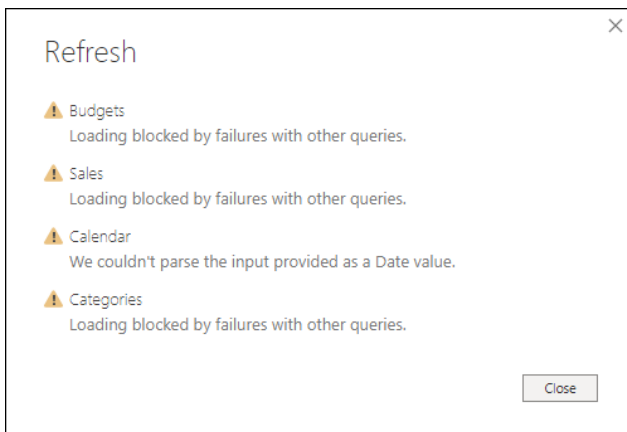 Refresh
Budgets
Loading blocked by failures with other queries.
Sales
Loading blocked by failures with other queries.
Calendar
We couldn't parse the input provided as a Date value.
Categories
Loading blocked by failures with other queries.
Close